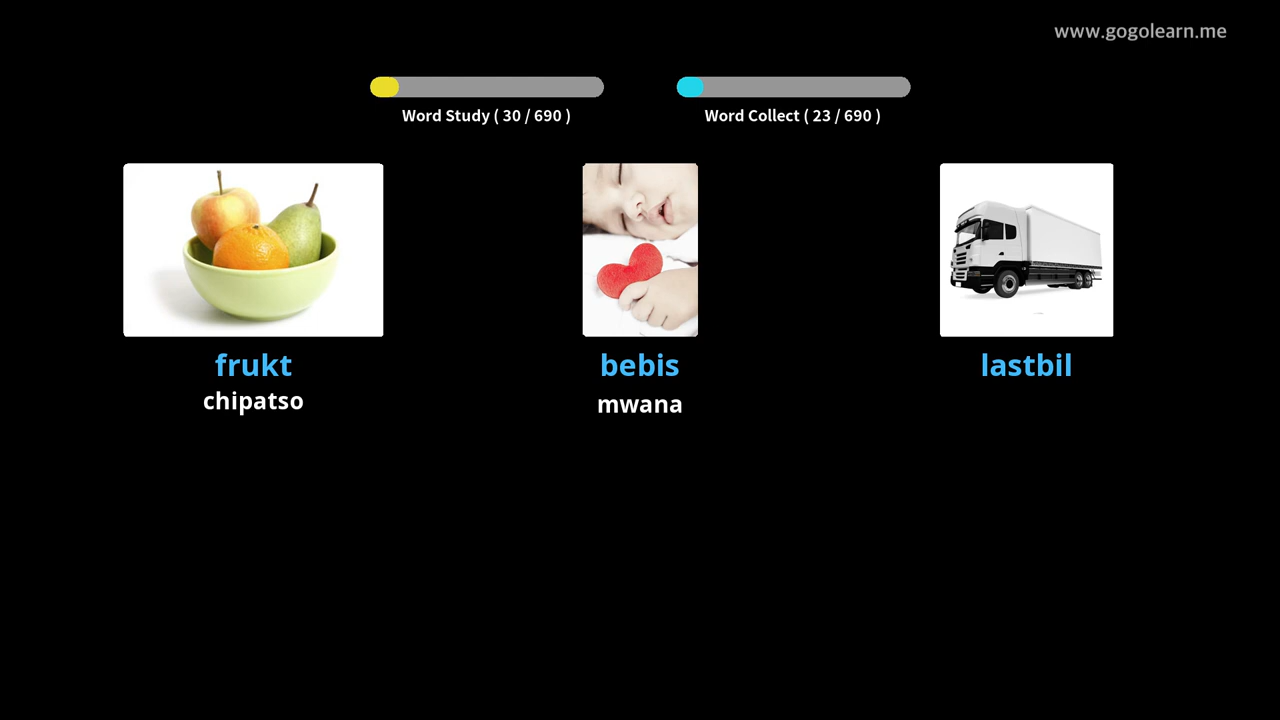 www.gogolearn.me
Word Study ( 30 / 690 )
Word Collect ( 23 / 690 )
frukt
chipatso
bebis
mwana
lastbil